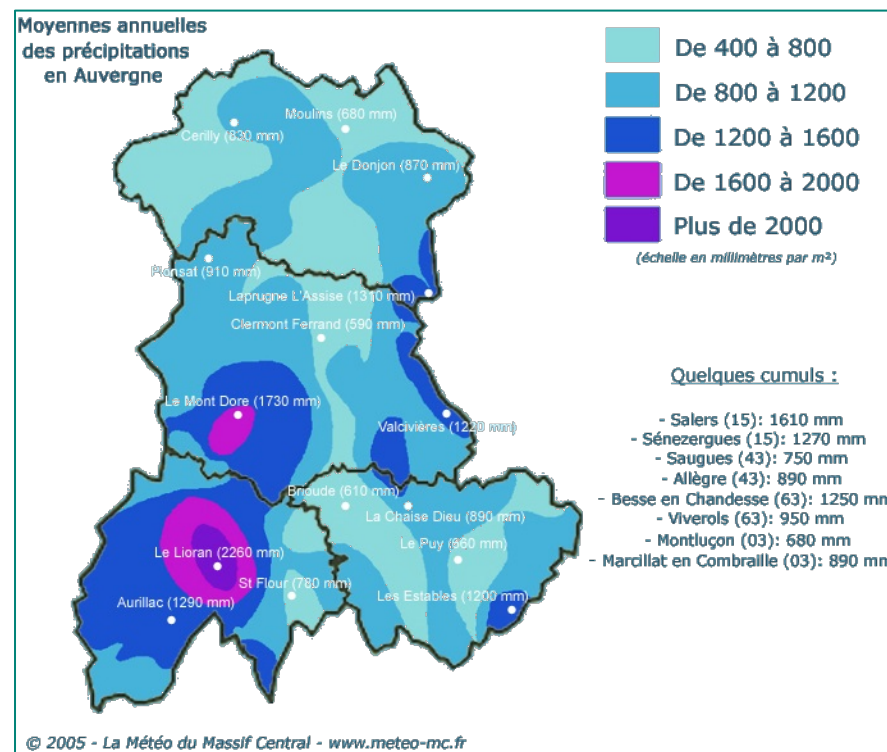 Moyennes annuelles
des précipitations
en Auvergne
De 400 à 800
De 800 à 1200
De 1200 à 1600
De 1600 à 2000
Plus de 2000
(échelle en millimètres par m²)
Moulins (680 mm)
Cerilly (830 mm)
Le Donjon (870 mm)
Pionsat (910 mm)
Laprugne L'Assise (1310 mm)
Clermont Ferrand (590 mm)
Le Mont Dore (1730 mm)
Valcivières (1220 mm)
Brioude (610 mm)
La Chaise Dieu (890 mm)
Le Puy (660 mm)
Le Lioran (2260 mm)
St Flour (780 mm)
Les Estables (1200 mm)
Aurillac (1290 mm)
Quelques cumuls :
- Salers (15): 1610 mm
- Sénezergues (15): 1270 mm
- Saugues (43): 750 mm
- Allègre (43): 890 mm
- Besse en Chandesse (63): 1250 mm
- Viverols (63): 950 mm
- Montluçon (03): 680 mm
- Marcillat en Combraille (03): 890 mm
© 2005 - La Météo du Massif Central - www.meteo-mc.fr